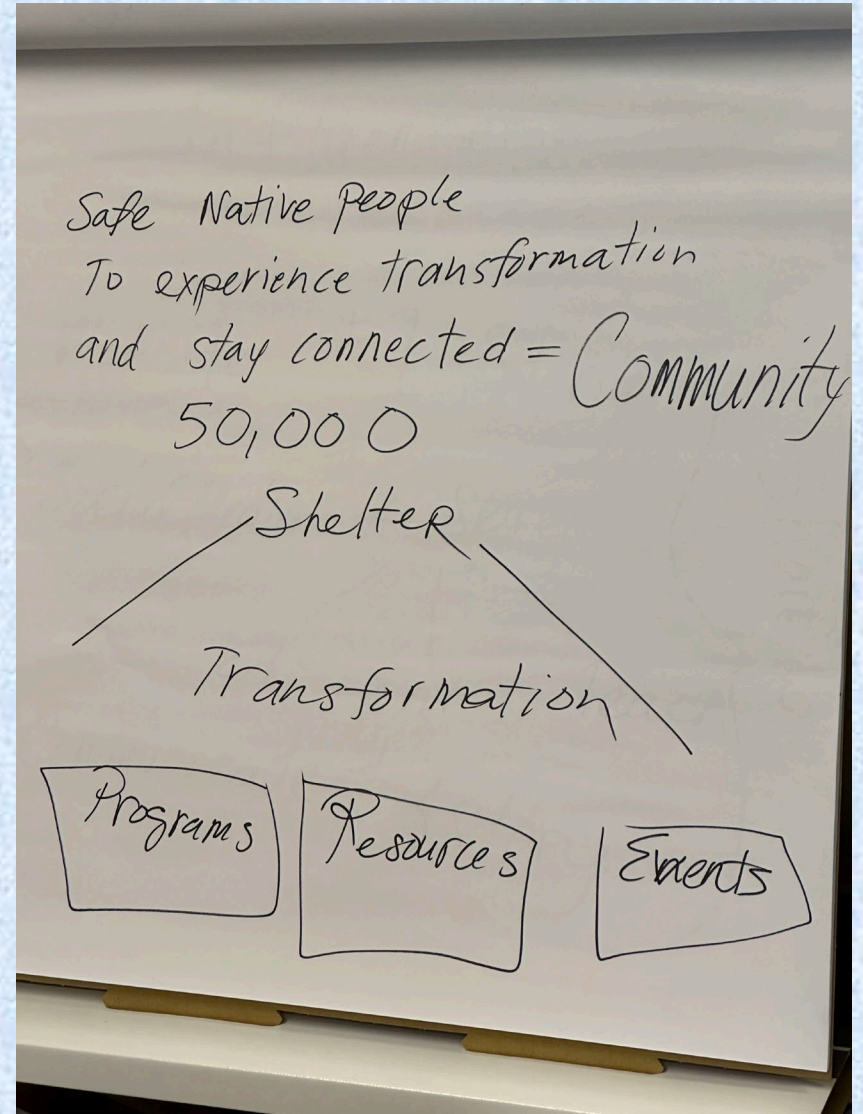 Safe Native People
To experience transformation
and stay connected = Community
50,000
Shelter
Transformation
Programs
Resources
Events